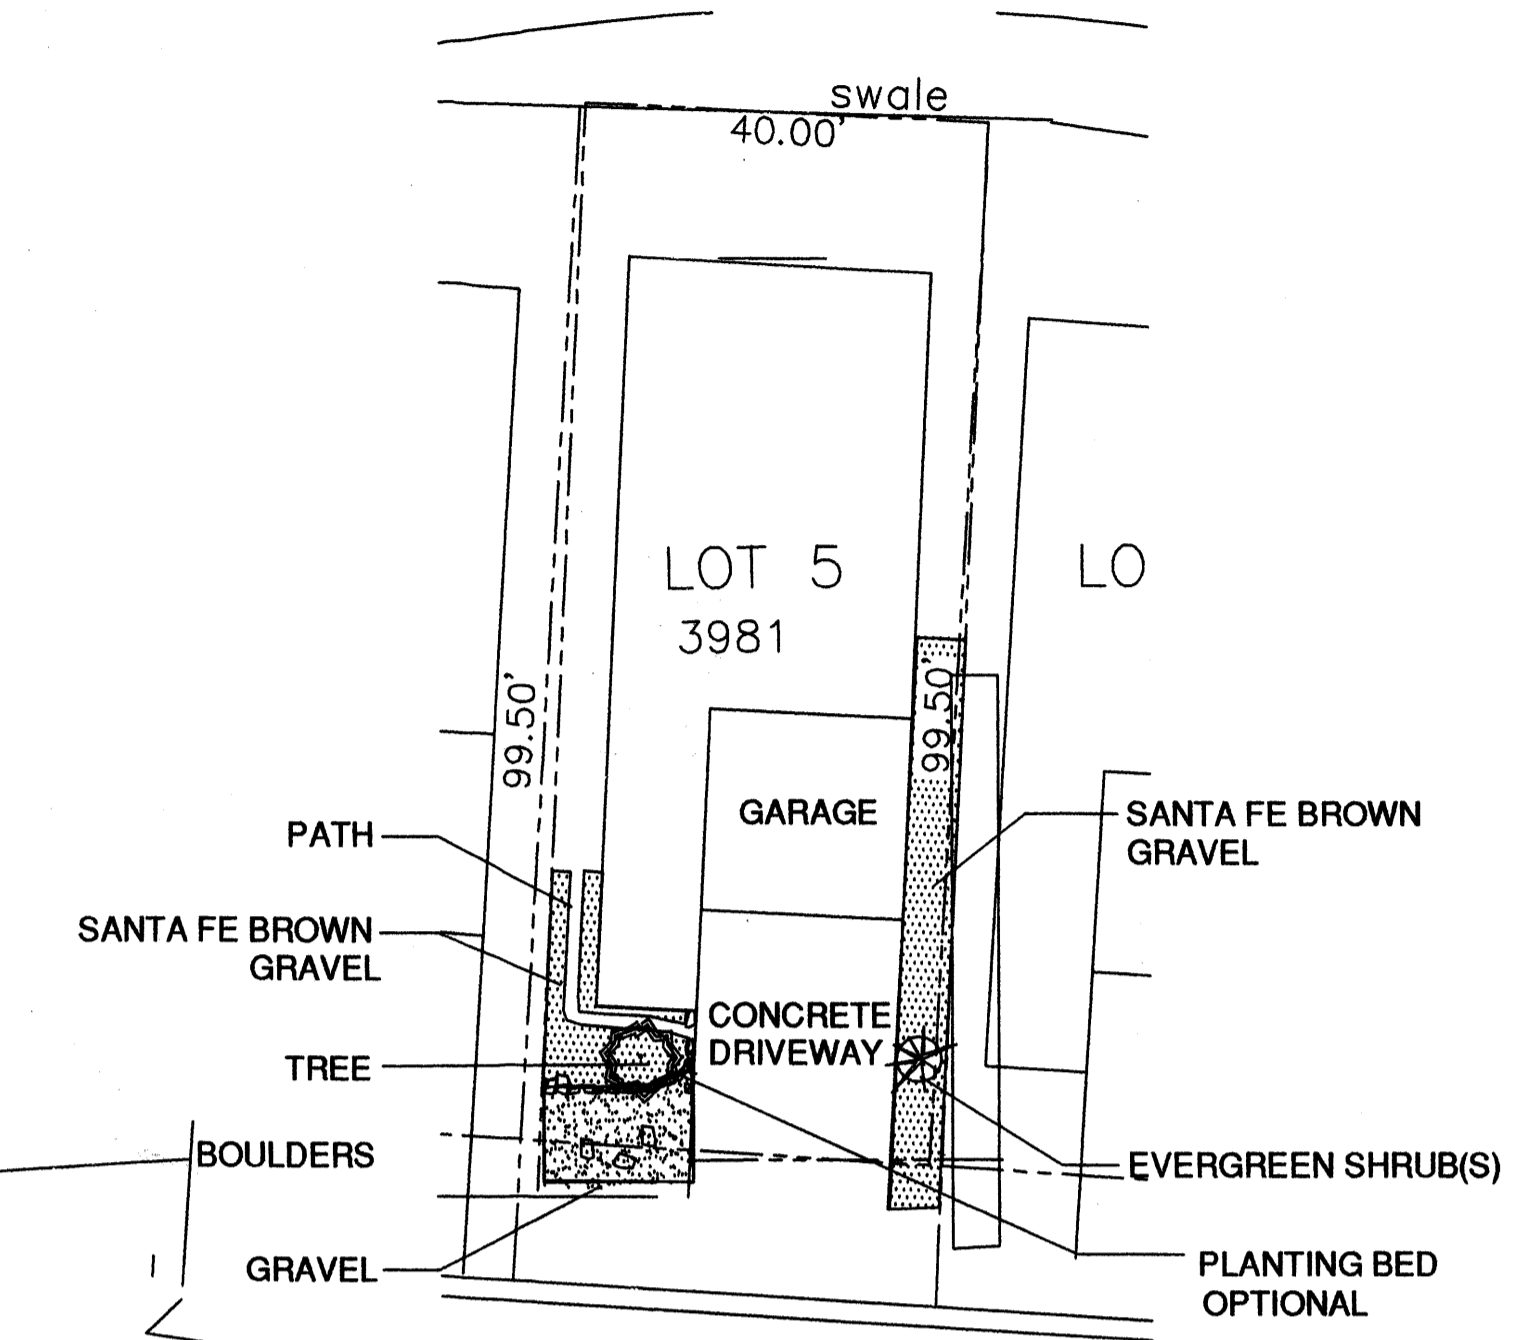 swale
40.00'
LOT 5
3981
LO
99.50'
99.50'
GARAGE
PATH
SANTA FE BROWN
GRAVEL
SANTA FE BROWN
GRAVEL
CONCRETE
DRIVEWAY
TREE
BOULDERS
EVERGREEN SHRUB(S)
GRAVEL
PLANTING BED
OPTIONAL